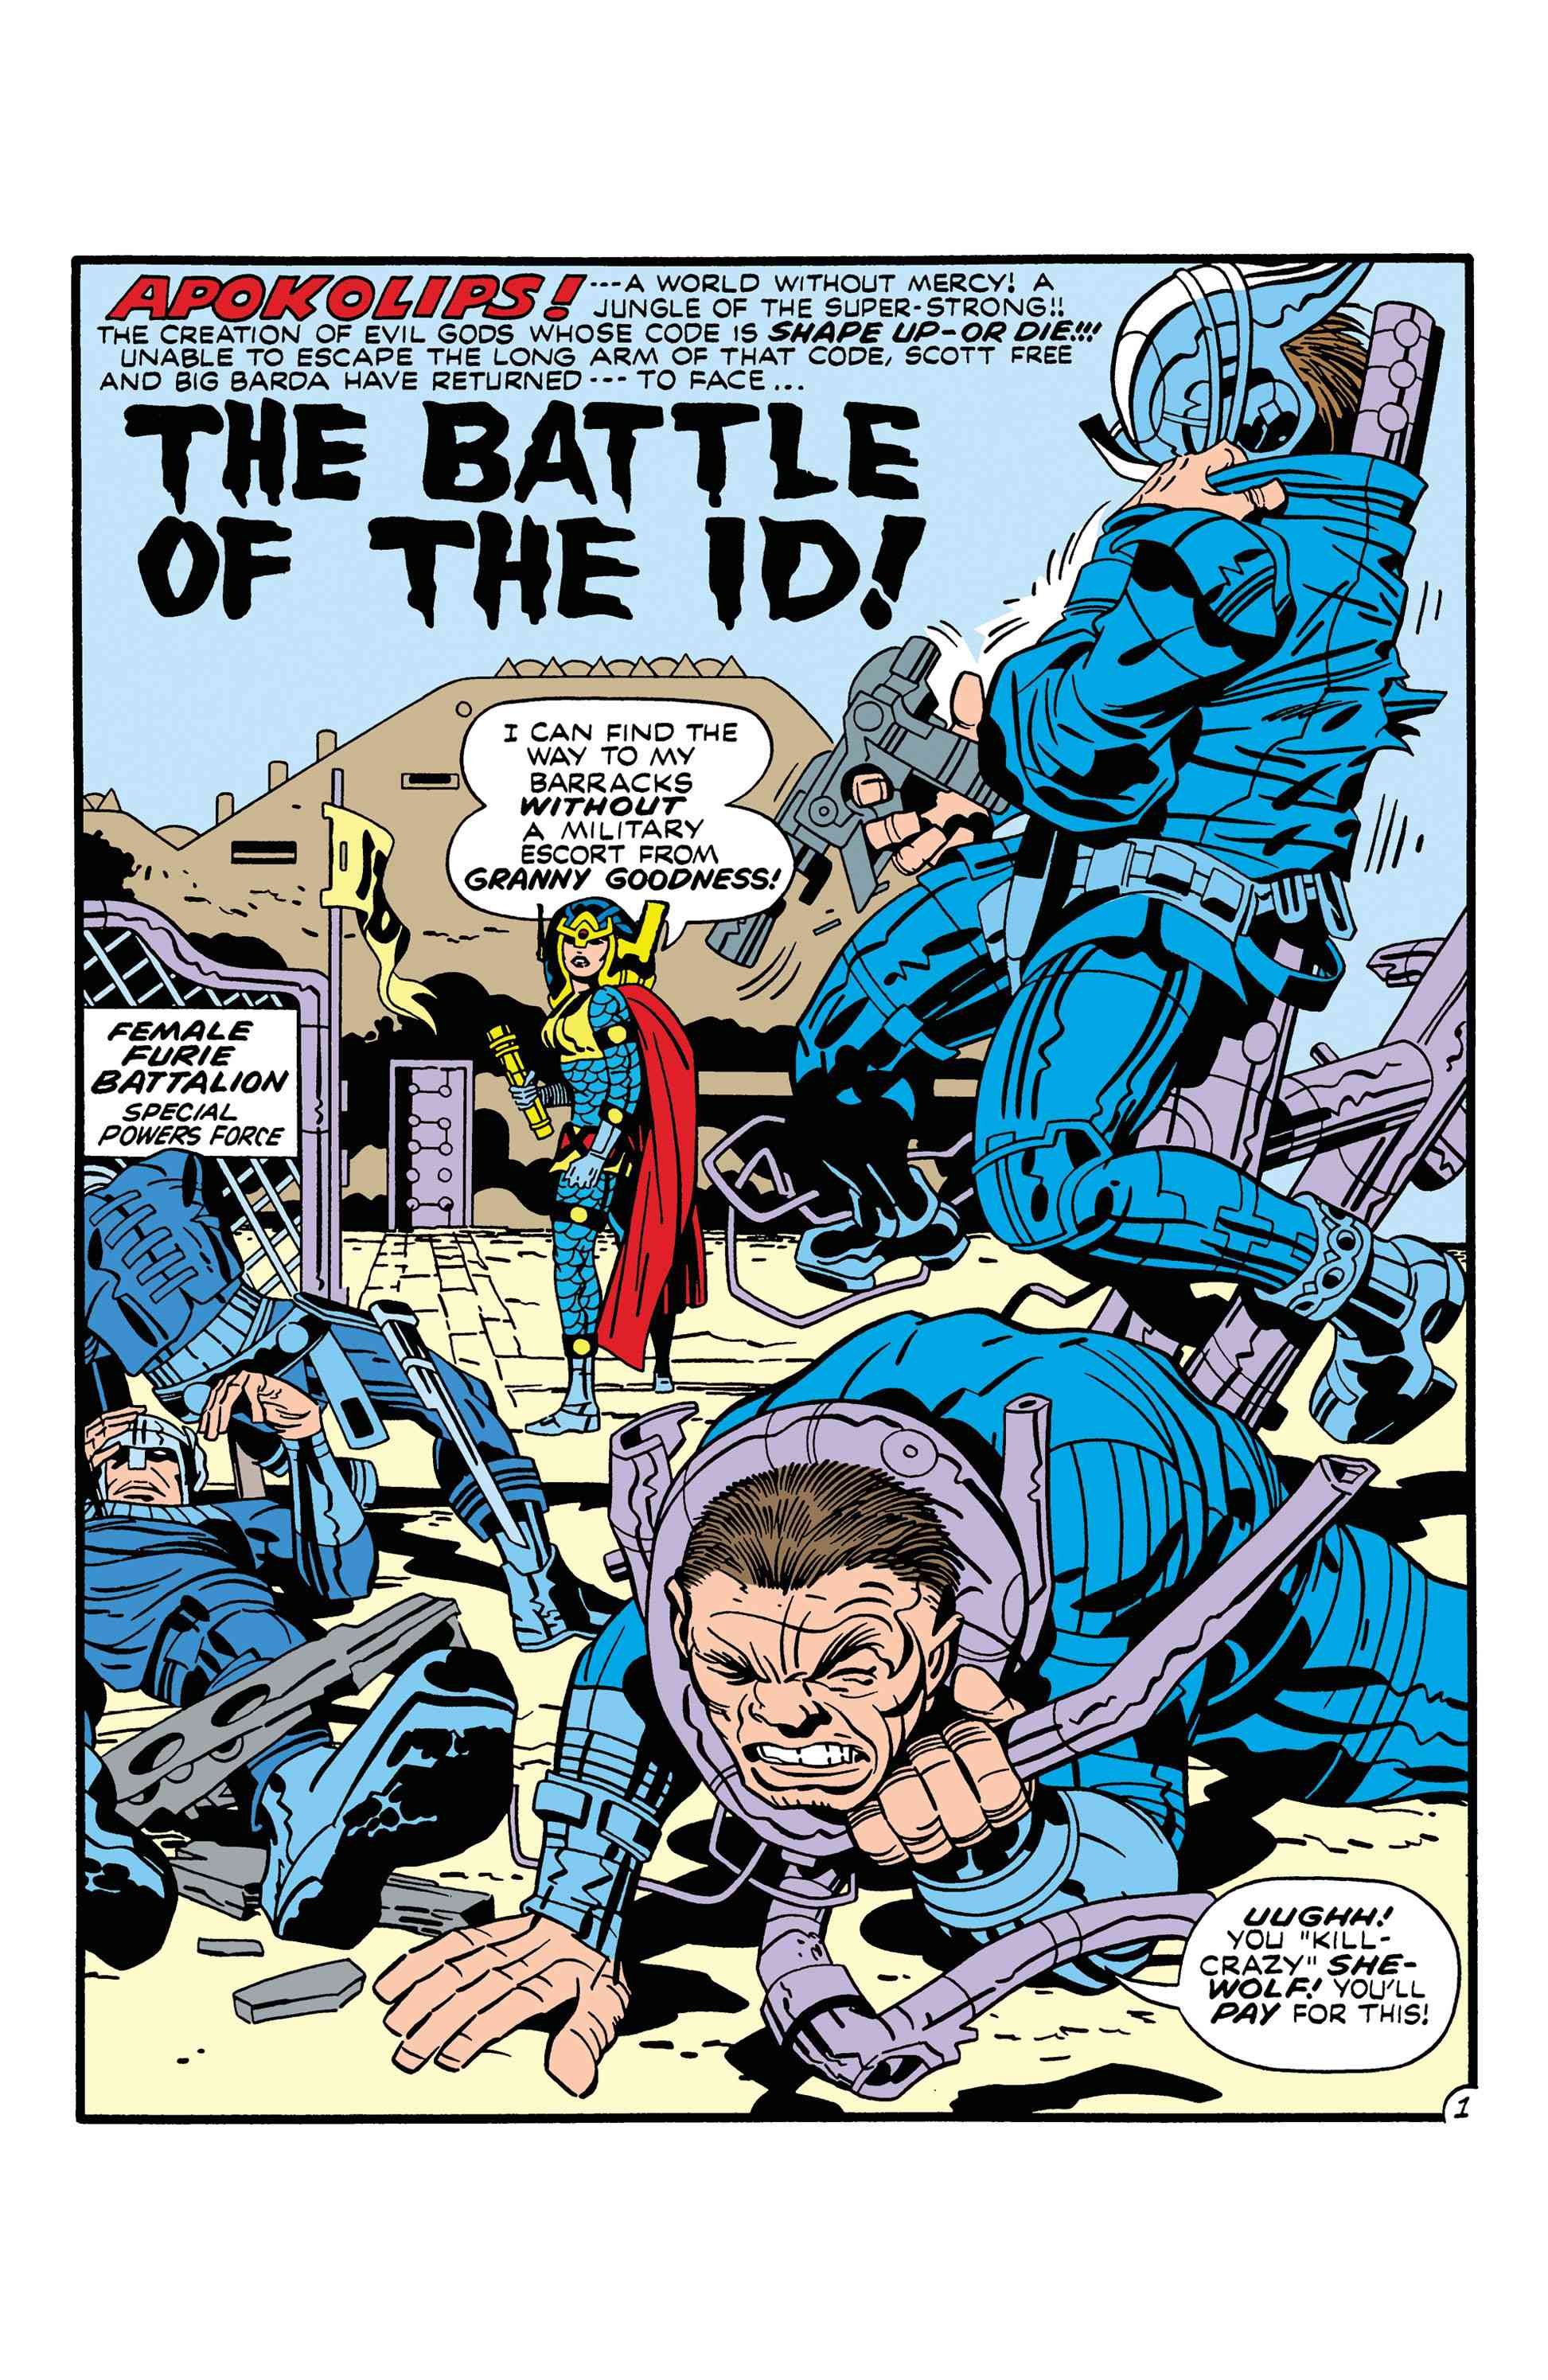 APOKOLIPS! ---A WORLD WITHOUT MERCY! A
JUNGLE OF THE SUPER-STRONG!!
THE CREATION OF EVIL GODS WHOSE CODE IS SHAPE UP-OR DIE!!!
UNABLE TO ESCAPE THE LONG ARM OF THAT CODE, SCOTT FREE
AND BIG BARDA HAVE RETURNED--- TO FACE...
THE BATTLE
OF THE ID!
I CAN FIND THE
WAY TO MY
BARRACKS
WITHOUT
A MILITARY
ESCORT FROM
GRANNY GOODNESS!
FEMALE
FURIE
BATTALION
SPECIAL
POWERS FORCE
UUGHH!
YOU "KILL-
CRAZY" SHE-
WOLF! YOU'LL
PAY FOR THIS!
1